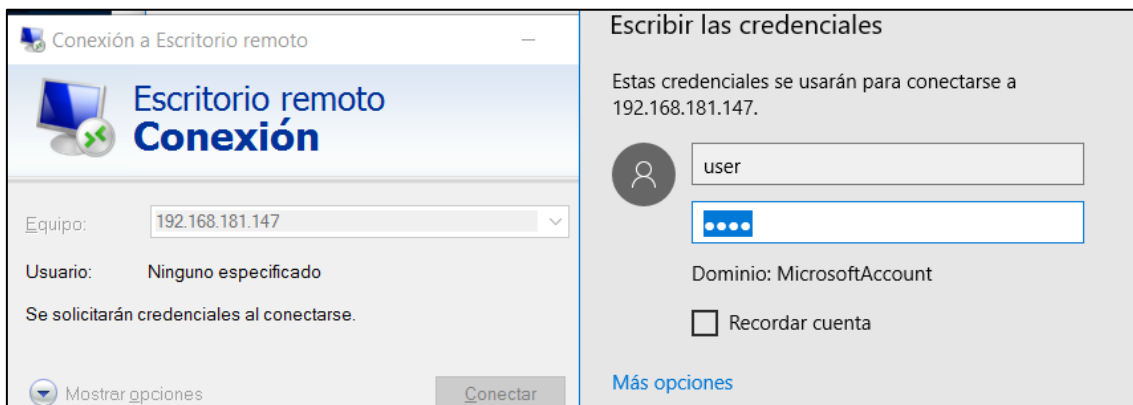 Conexión a Escritorio remoto
Escritorio remoto
Conexión
Equipo:
192.168.181.147
Usuario:
Ninguno especificado
Se solicitarán credenciales al conectarse.
Mostrar opciones
Conectar
Escribir las credenciales
Estas credenciales se usarán para conectarse a
192.168.181.147.
user
••••
Dominio: MicrosoftAccount
Recordar cuenta
Más opciones